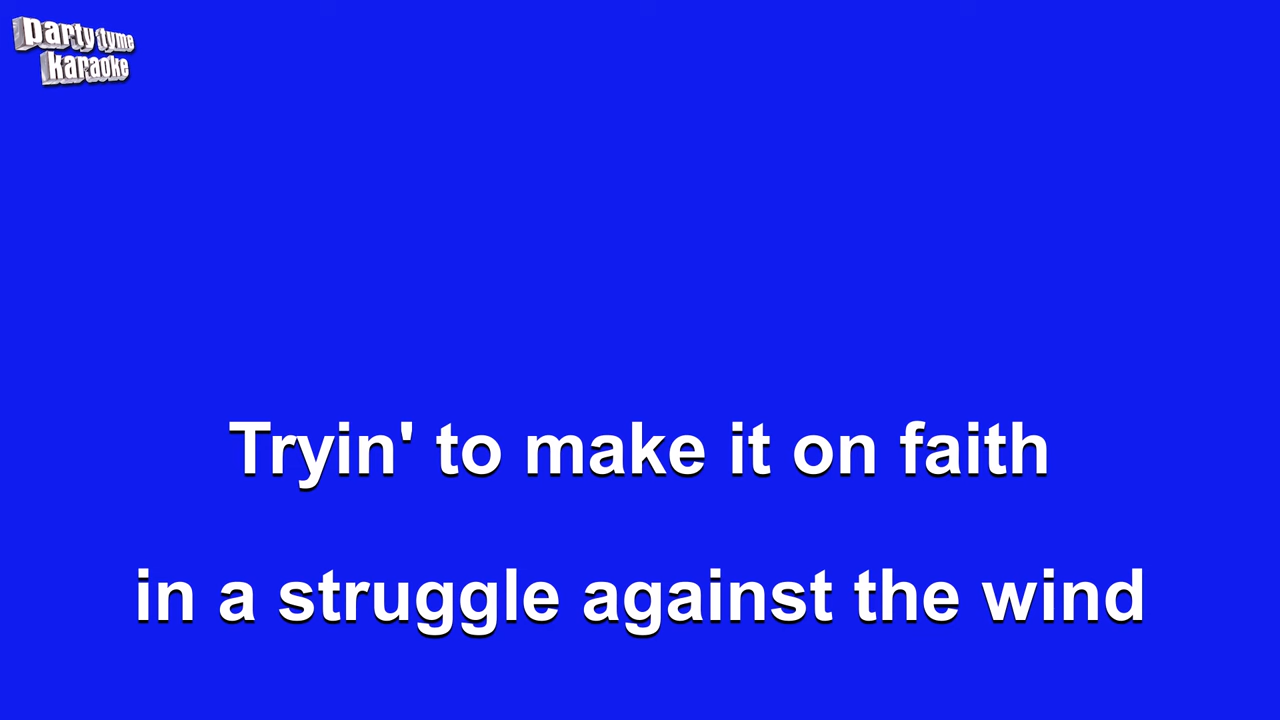 party tyme
karaoke
Tryin' to make it on faith
in a struggle against the wind